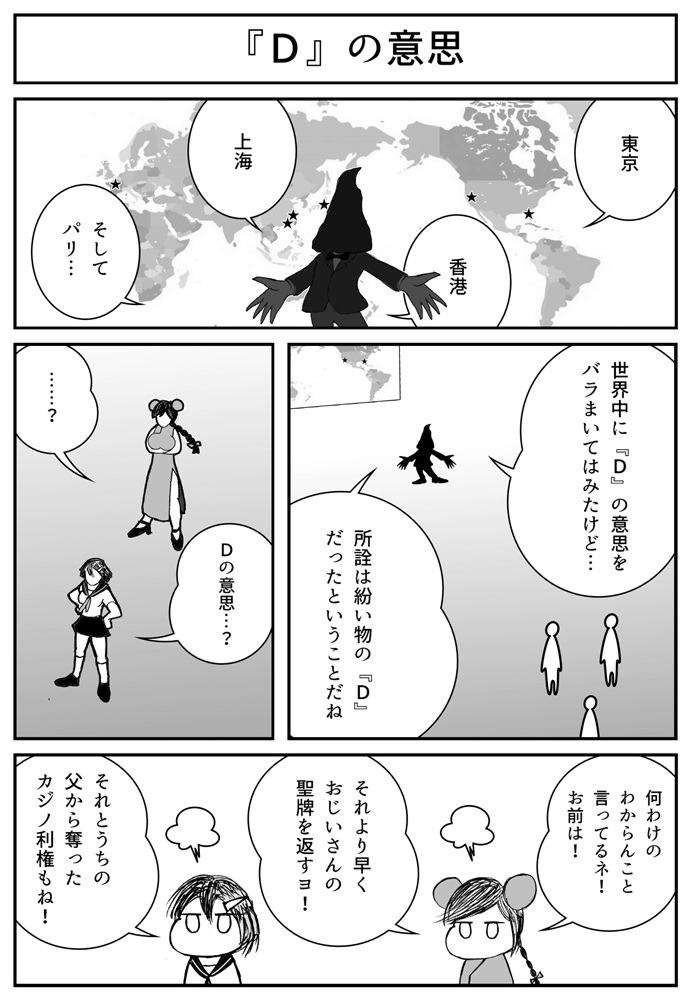 『D』の意思
東京
上海
香港
そして
パリ…
世界中に『D』の意思を
バラまいてはみたけど…
所詮は紛い物の『D』
だったということだね
……？
Dの意思…？
何わけの
わからんこと
言ってるネ！
お前は！
それより早く
おじいさんの
聖牌を返すヨ！
それとうちの
父から奪った
カジノ利権もね！